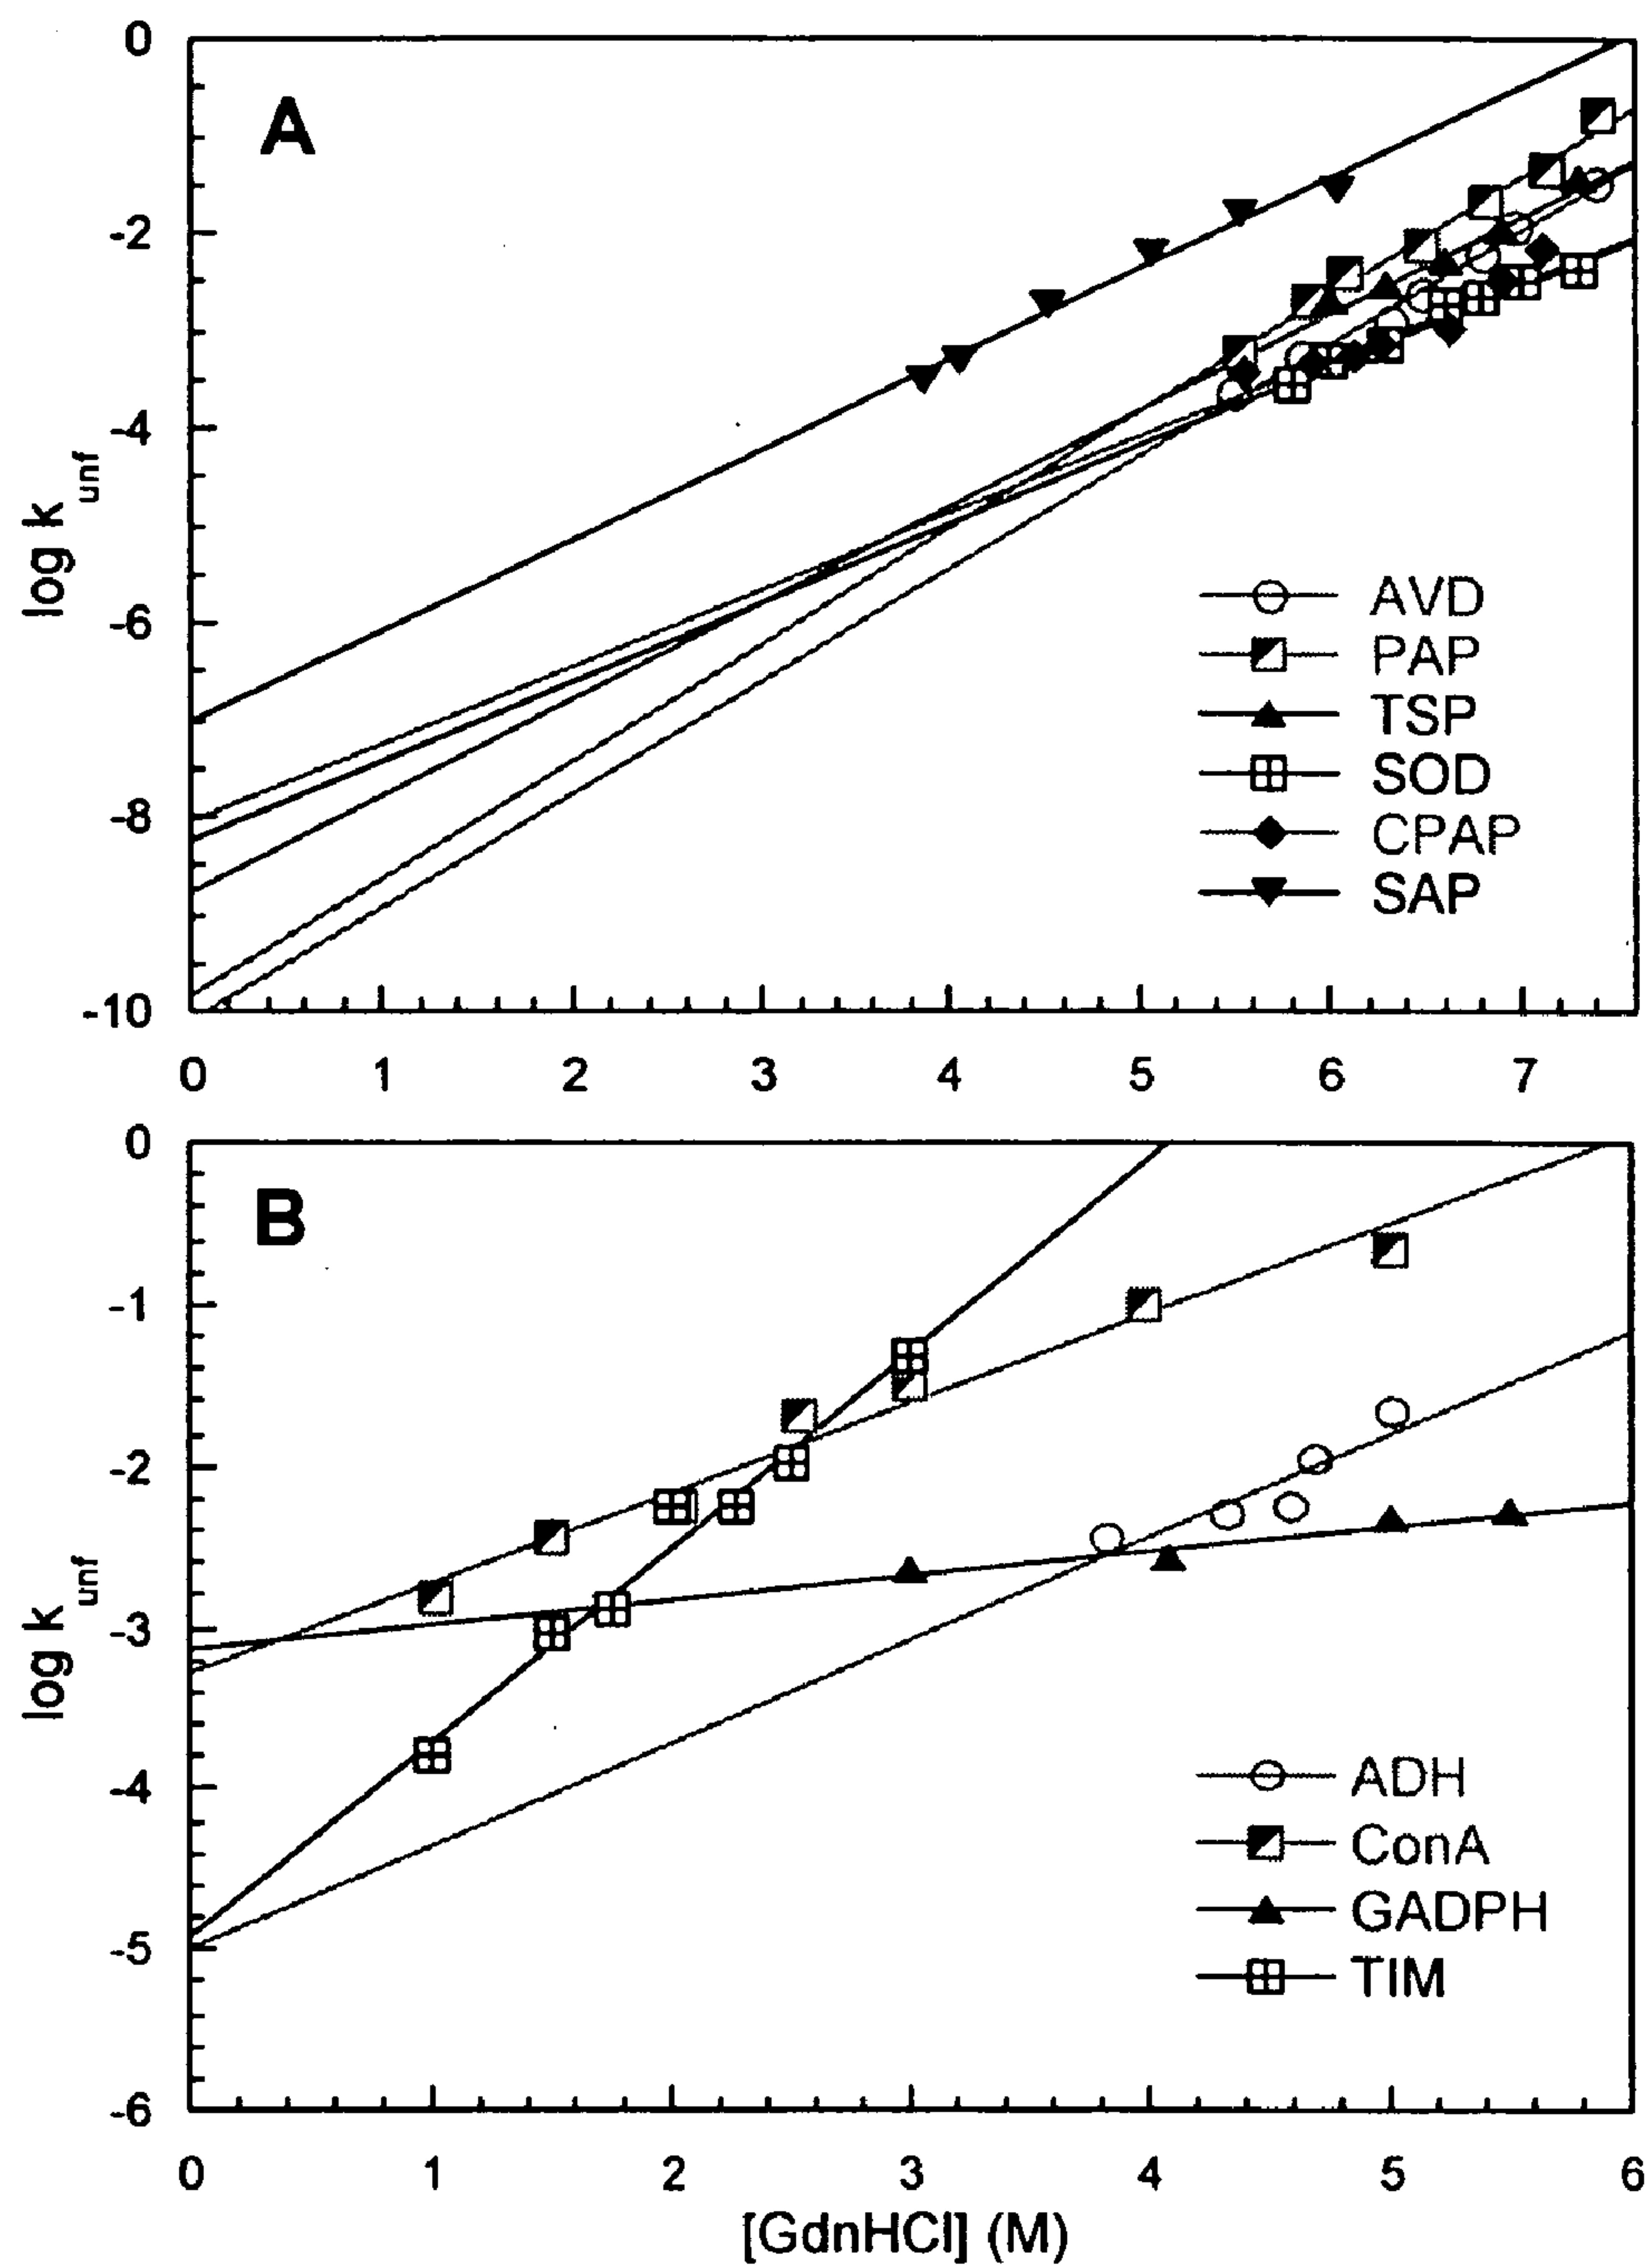 A
0
-2
-4
-6
-8
-10
log k unf
AVD
PAP
TSP
SOD
CPAP
SAP
0 1 2 3 4 5 6 7
B
0
-1
-2
-3
-4
-5
-6
log k unf
ADH
ConA
GADPH
TIM
0 1 2 3 4 5 6
[GdnHCl] (M)